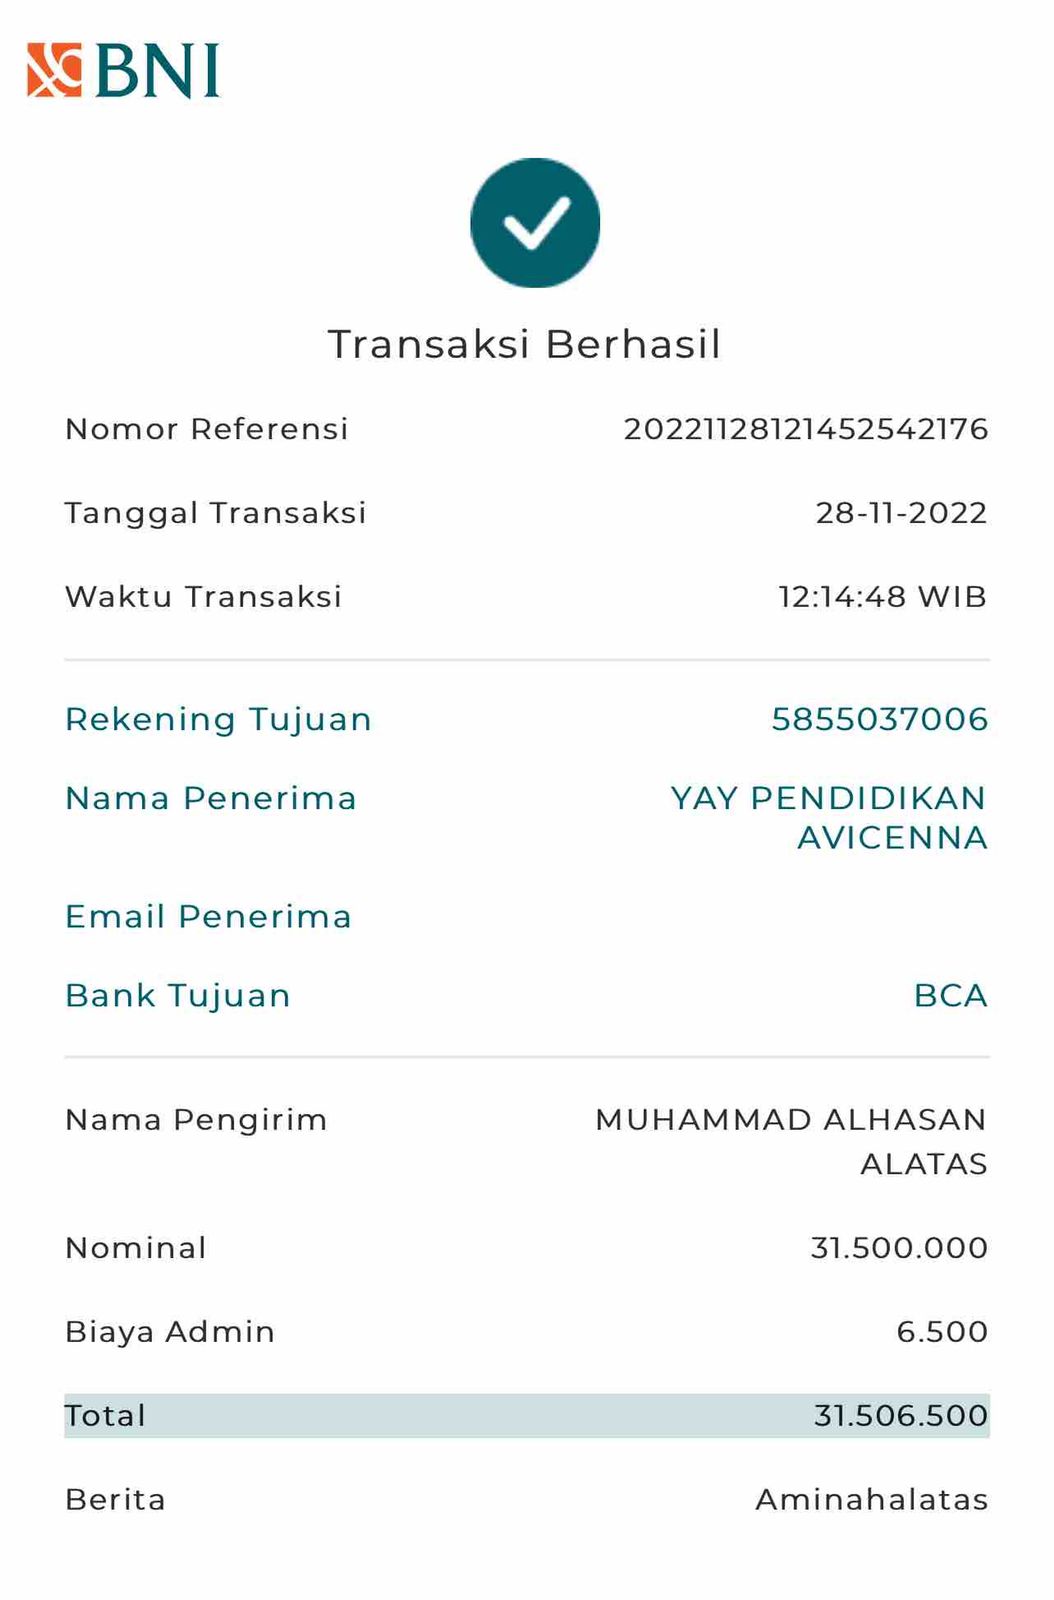 BNI
Transaksi Berhasil
Nomor Referensi 20221128121452542176
Tanggal Transaksi 28-11-2022
Waktu Transaksi 12:14:48 WIB
Rekening Tujuan 5855037006
Nama Penerima YAY PENDIDIKAN
AVICENNA
Email Penerima
Bank Tujuan BCA
Nama Pengirim MUHAMMAD ALHASAN
ALATAS
Nominal 31.500.000
Biaya Admin 6.500
Total 31.506.500
Berita Aminahalatas